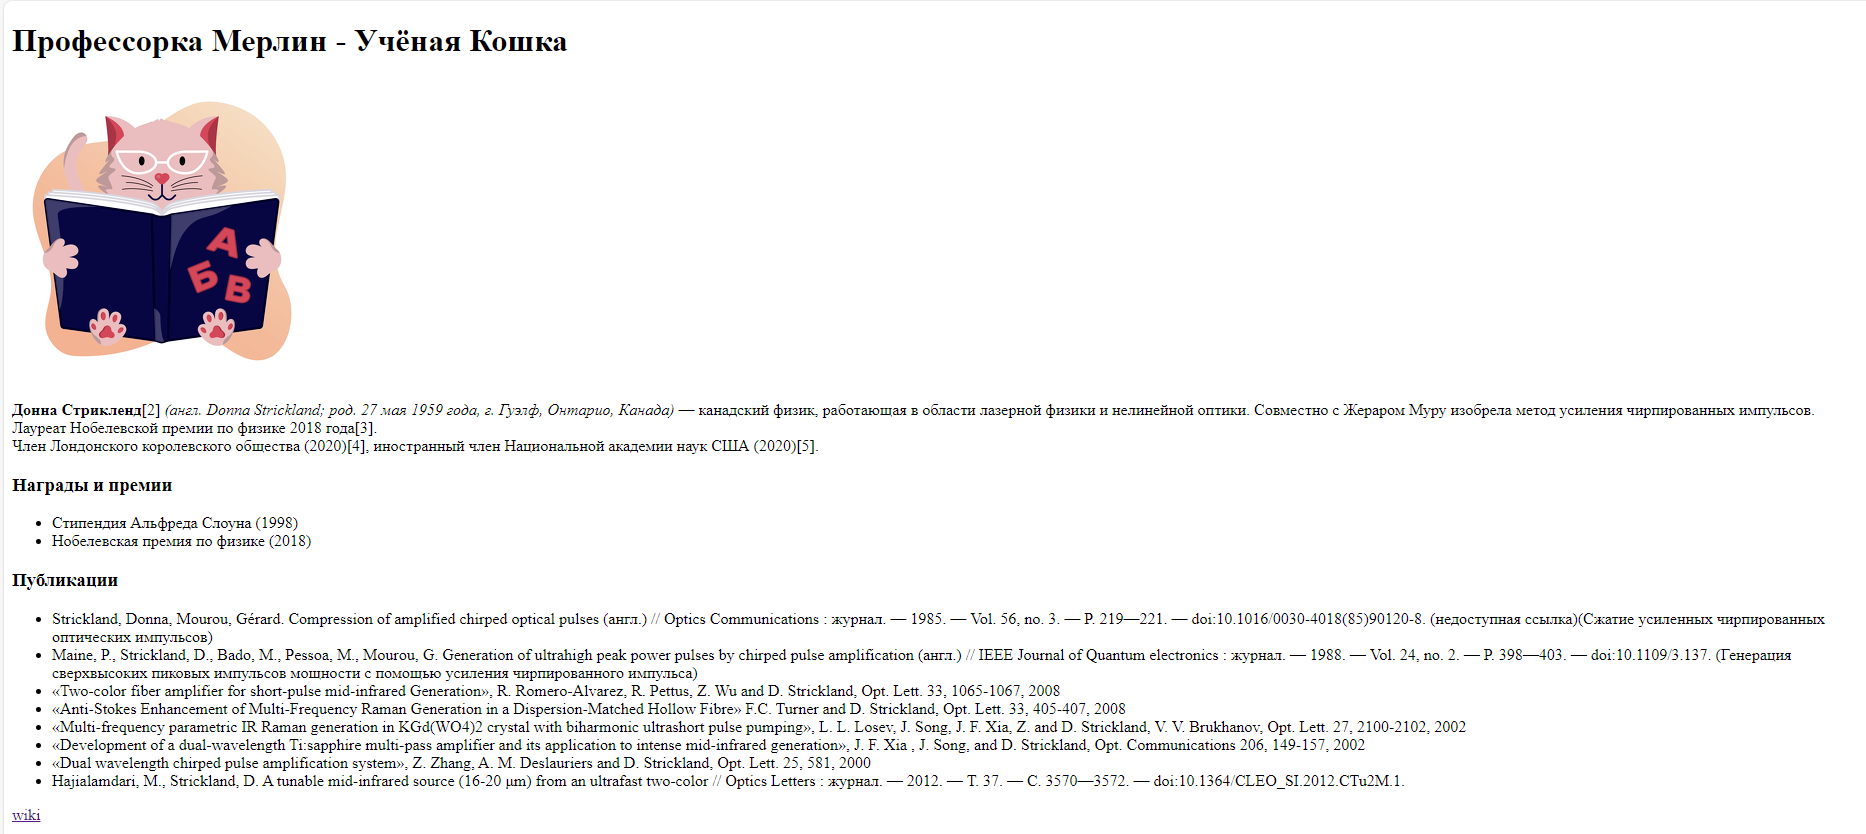 Профессорка Мерлин - Учёная Кошка
А
Б
В
Донна Стрикленд[2] (англ. Donna Strickland; род. 27 мая 1959 года, г. Гуэлф, Онтарио, Канада) — канадский физик, работающая в области лазерной физики и нелинейной оптики. Совместно с Жераром Муру изобрела метод усиления чирпированных импульсов.
Лауреат Нобелевской премии по физике 2018 года[3].
Член Лондонского королевского общества (2020)[4], иностранный член Национальной академии наук США (2020)[5].
Награды и премии
• Стипендия Альфреда Слоуна (1998)
• Нобелевская премия по физике (2018)
Публикации
• Strickland, Donna, Mourou, Gérard. Compression of amplified chirped optical pulses (англ.) // Optics Communications : журнал. — 1985. — Vol. 56, no. 3. — P. 219—221. — doi:10.1016/0030-4018(85)90120-8. (недоступная ссылка)(Сжатие усиленных чирпированных
оптических импульсов)
• Maine, P., Strickland, D., Bado, M., Pessoa, M., Mourou, G. Generation of ultrahigh peak power pulses by chirped pulse amplification (англ.) // IEEE Journal of Quantum electronics : журнал. — 1988. — Vol. 24, no. 2. — P. 398—403. — doi:10.1109/3.137. (Генерация
сверхвысоких пиковых импульсов мощности с помощью усиления чирпированного импульса)
• «Two-color fiber amplifier for short-pulse mid-infrared Generation», R. Romero-Alvarez, R. Pettus, Z. Wu and D. Strickland, Opt. Lett. 33, 1065-1067, 2008
• «Anti-Stokes Enhancement of Multi-Frequency Raman Generation in a Dispersion-Matched Hollow Fibre» F.C. Turner and D. Strickland, Opt. Lett. 33, 405-407, 2008
• «Multi-frequency parametric IR Raman generation in KGd(WO4)2 crystal with biharmonic ultrashort pulse pumping», L. L. Losev, J. Song, J. F. Xia, Z. and D. Strickland, V. V. Brukhanov, Opt. Lett. 27, 2100-2102, 2002
• «Development of a dual-wavelength Ti:sapphire multi-pass amplifier and its application to intense mid-infrared generation», J. F. Xia , J. Song, and D. Strickland, Opt. Communications 206, 149-157, 2002
• «Dual wavelength chirped pulse amplification system», Z. Zhang, A. M. Deslauriers and D. Strickland, Opt. Lett. 25, 581, 2000
• Hajialamdari, M., Strickland, D. A tunable mid-infrared source (16-20 μm) from an ultrafast two-color // Optics Letters : журнал. — 2012. — Т. 37. — С. 3570—3572. — doi:10.1364/CLEO_SI.2012.CTu2M.1.
wiki